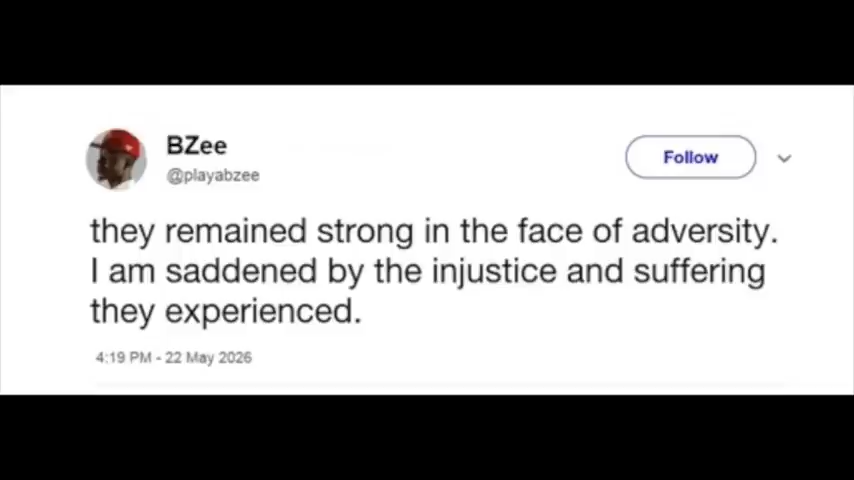 BZee
@playabzee
Follow
they remained strong in the face of adversity.
I am saddened by the injustice and suffering
they experienced.
4:19 PM - 22 May 2026